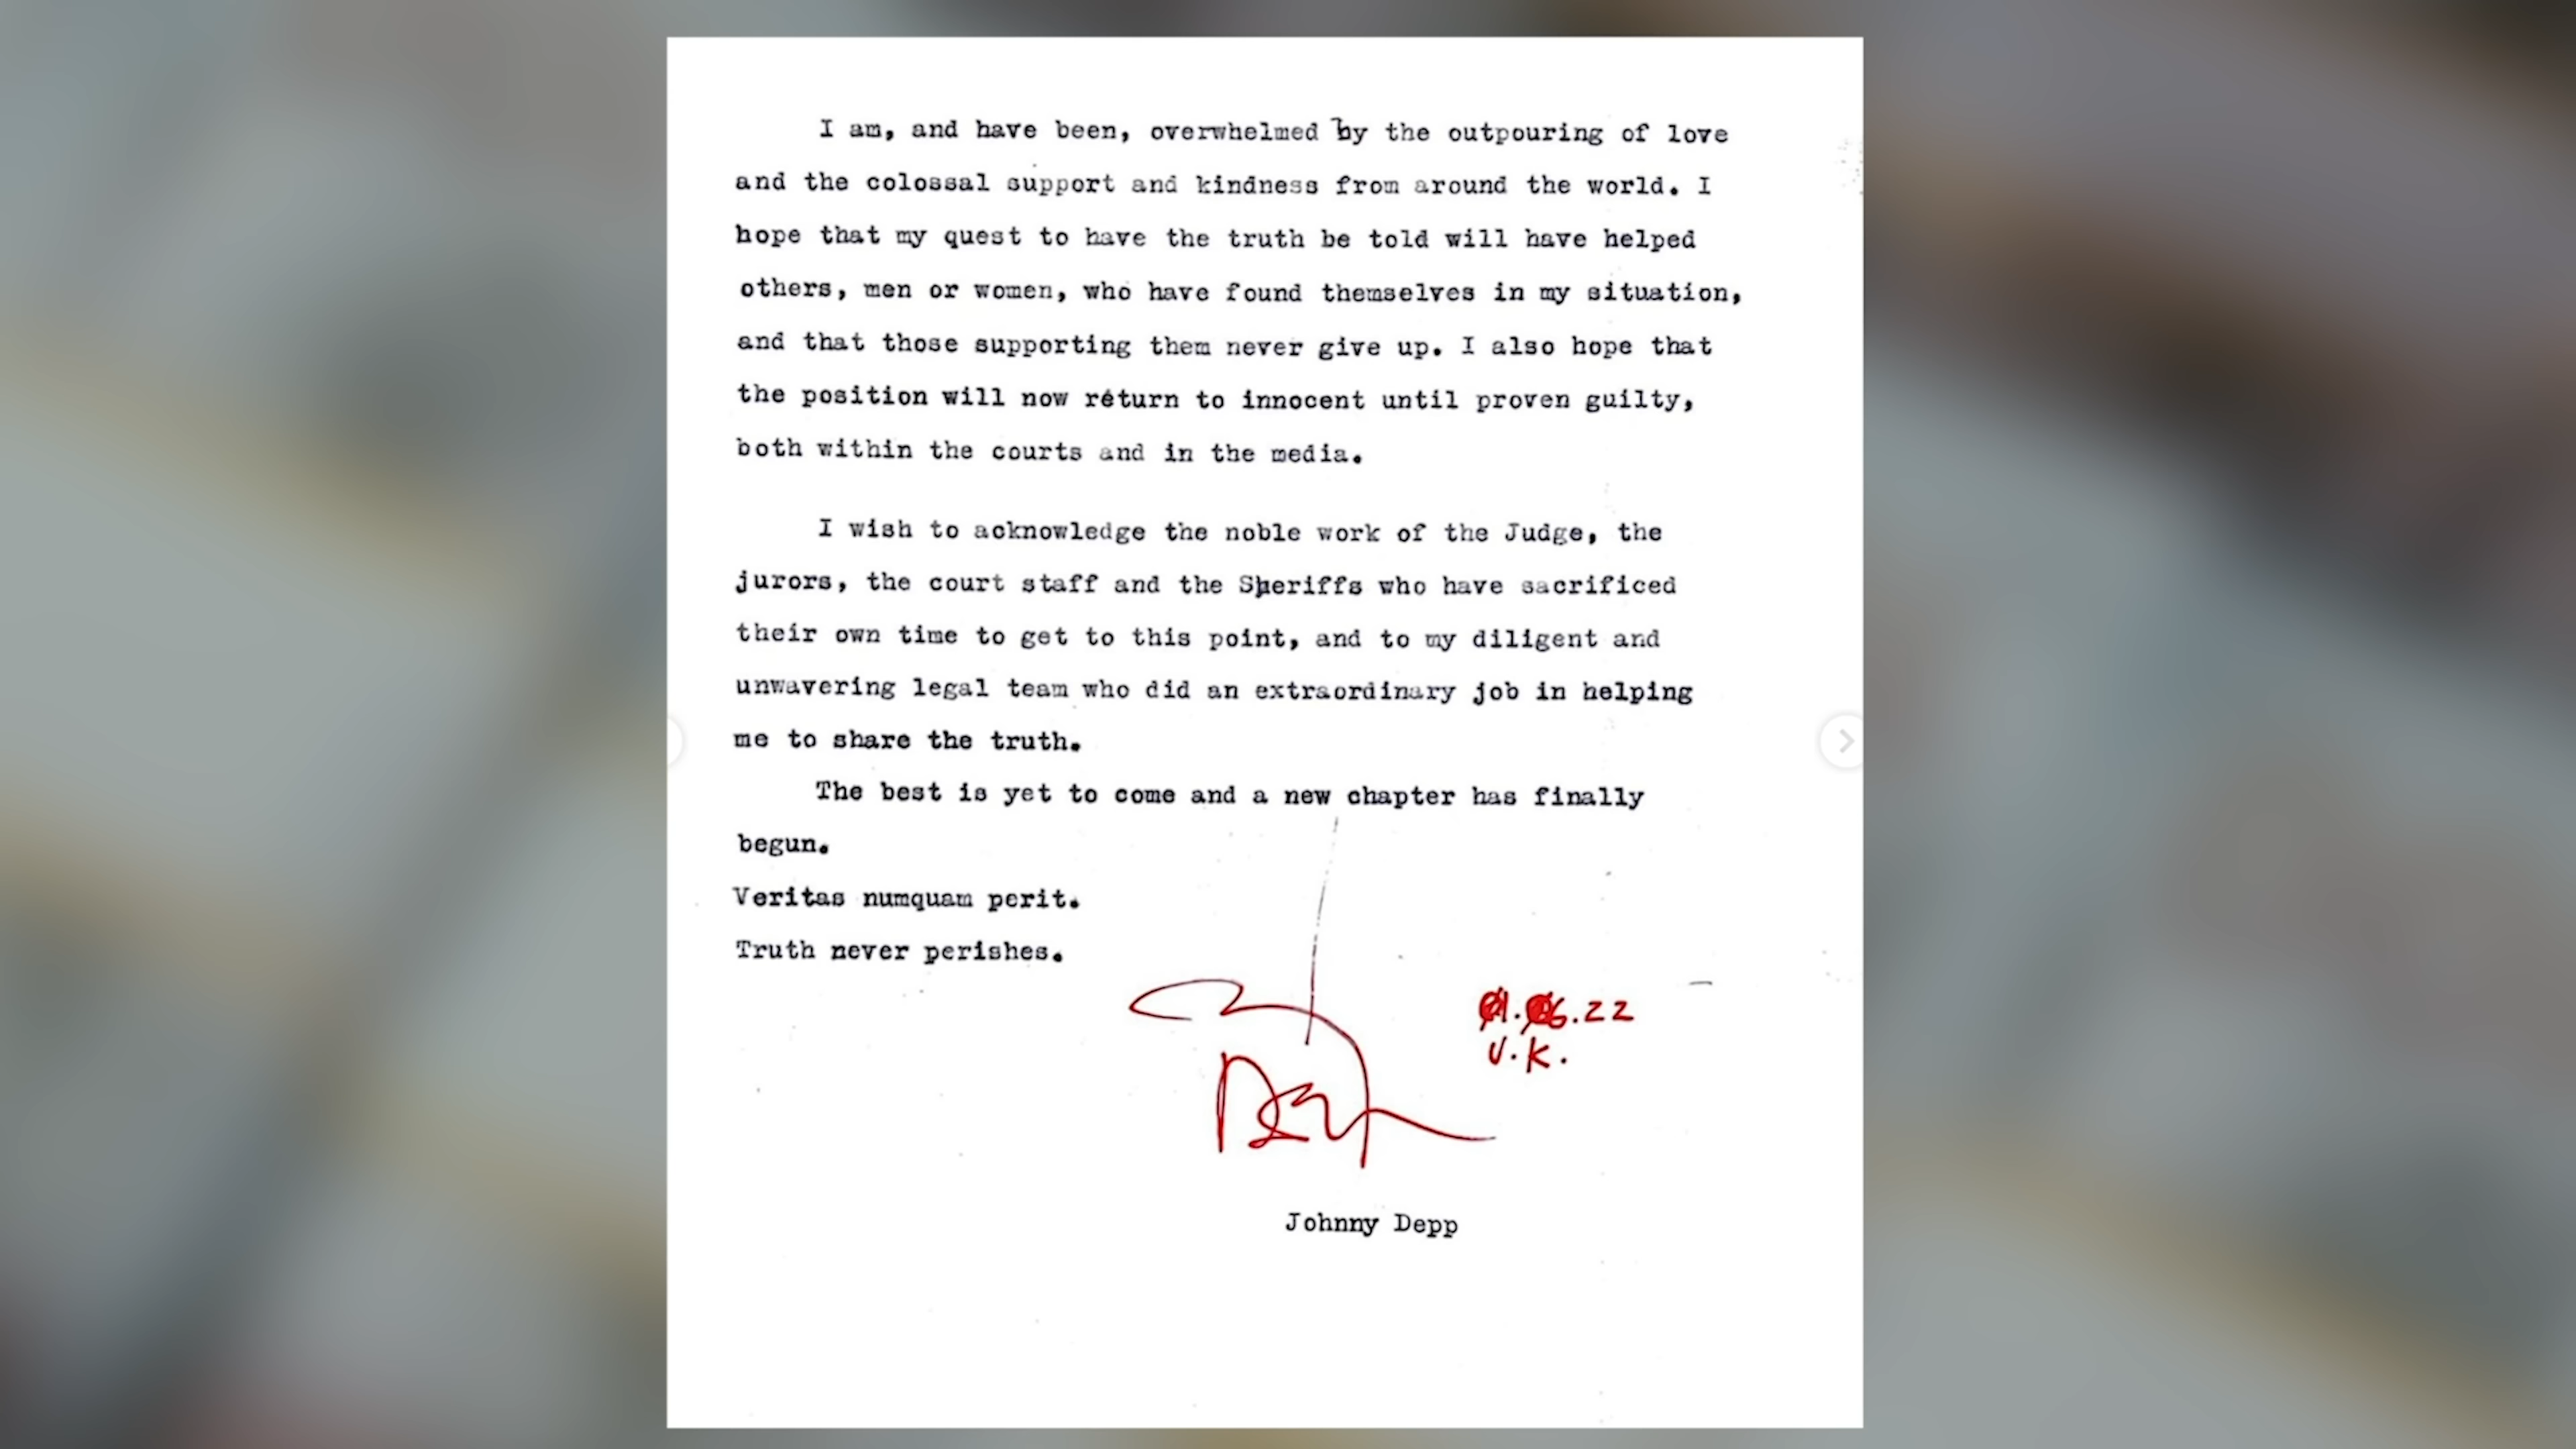 I am, and have been, overwhelmed by the outpouring of love
and the colossal support and kindness from around the world. I
hope that my quest to have the truth be told will have helped
others, men or women, who have found themselves in my situation,
and that those supporting them never give up. I also hope that
the position will now return to innocent until proven guilty,
both within the courts and in the media.
I wish to acknowledge the noble work of the Judge, the
jurors, the court staff and the Sheriffs who have sacrificed
their own time to get to this point, and to my diligent and
unwavering legal team who did an extraordinary job in helping
me to share the truth.
The best is yet to come and a new chapter has finally
begun.
Veritas numquam perit.
Truth never perishes.
01.06.22
U.K.
Depp
Johnny Depp